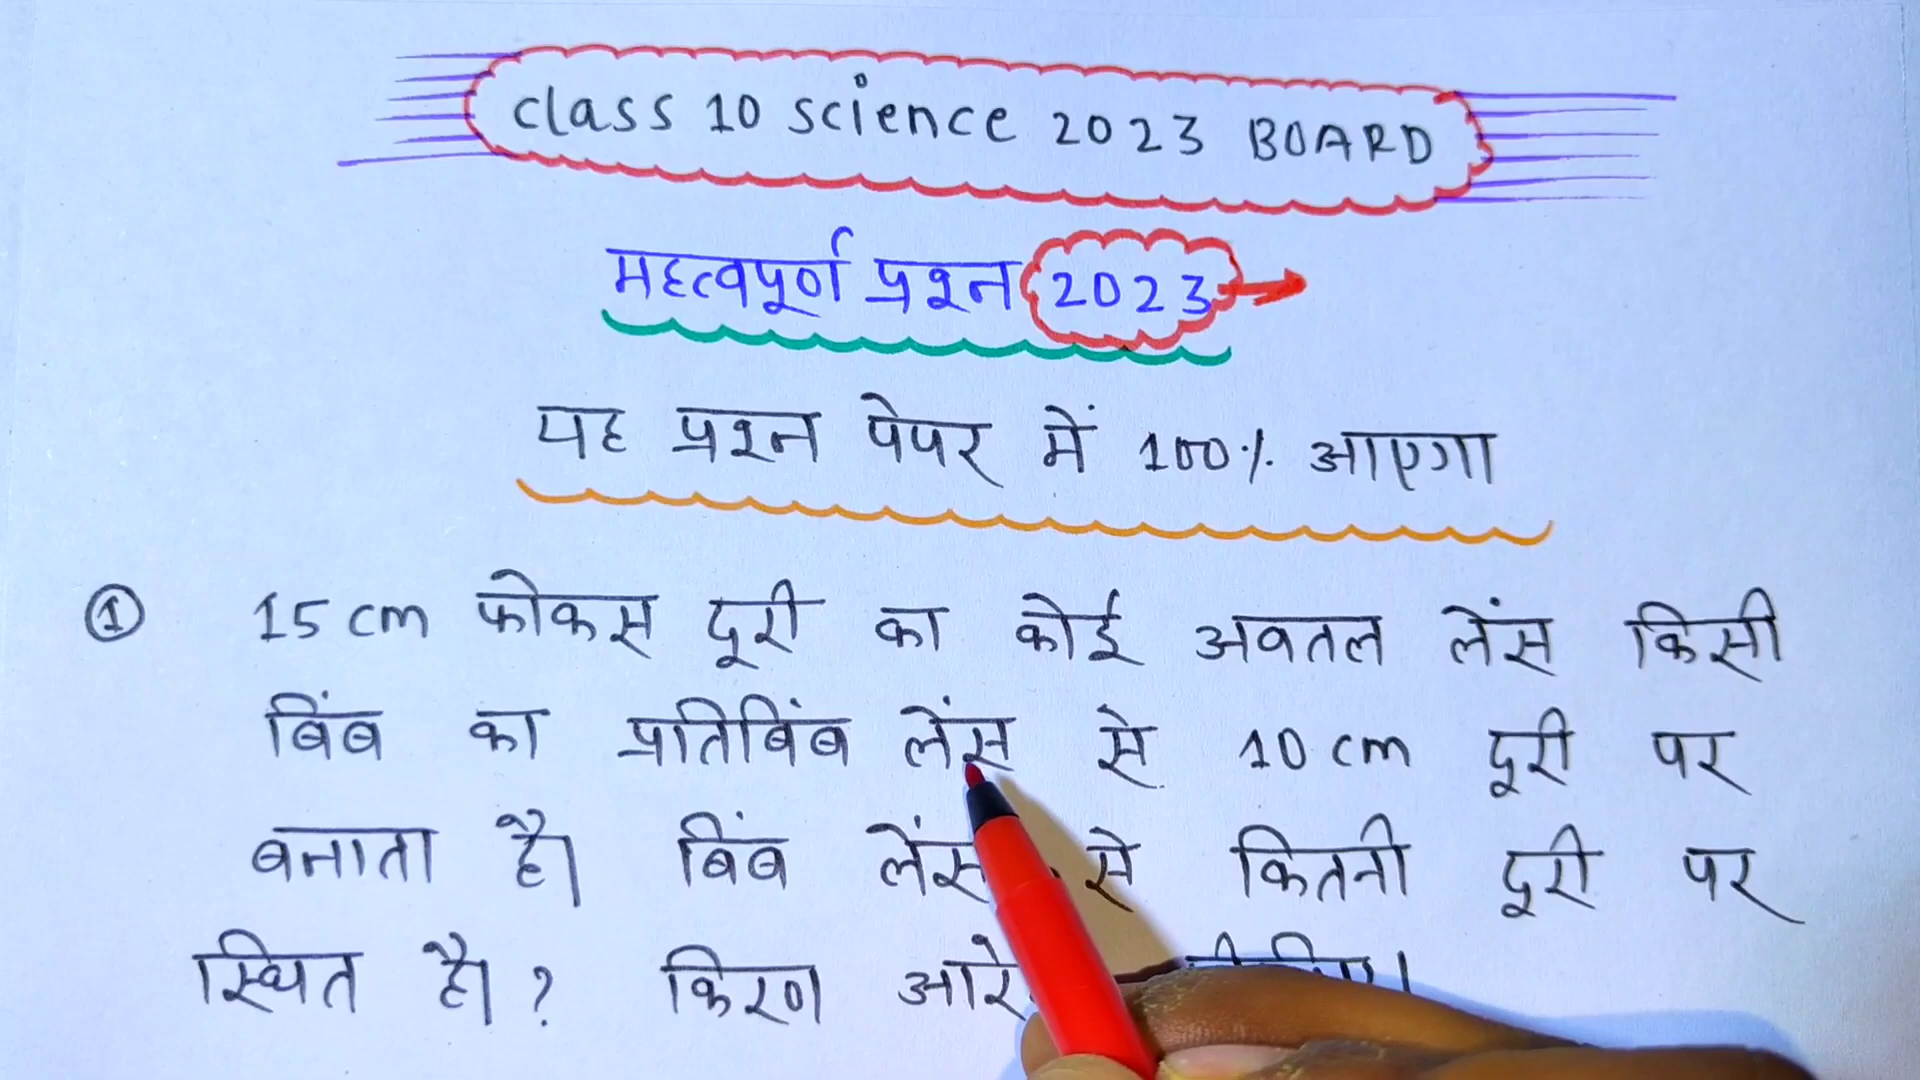 class 10 science 2023 BOARD
महत्वपूर्ण प्रश्न 2023
यह प्रश्न पेपर में 100% आएगा
① 15 cm फोकस दूरी का कोई अवतल लेंस किसी
बिंब का प्रतिबिंब लेंस से 10 cm दूरी पर
बनाता है। बिंब लेंस से कितनी दूरी पर
स्थित है। ? किरण